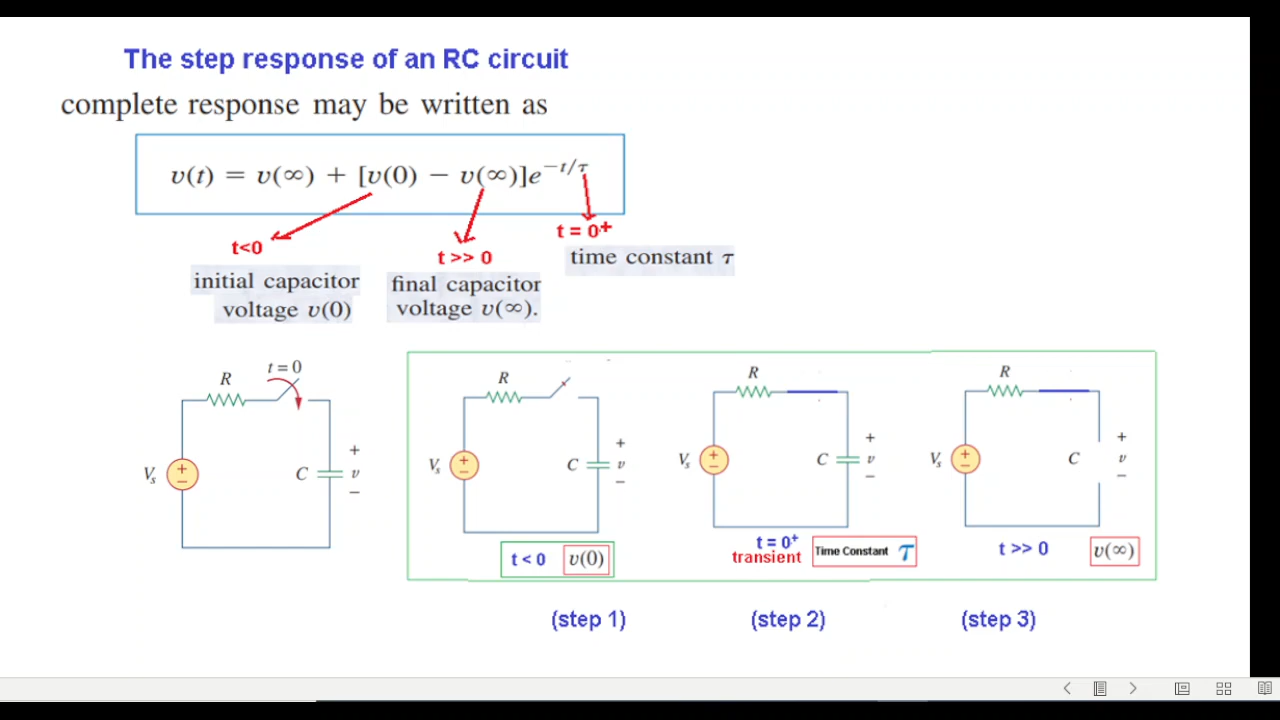 The step response of an RC circuit
complete response may be written as
v(t) = v(∞) + [v(0) − v(∞)]e^−t/τ
t<0
t >> 0
t = 0+
initial capacitor
voltage v(0)
final capacitor
voltage v(∞).
time constant τ
t = 0
R
Vs
+
−
C
+
v
−
R
Vs
+
−
C
+
v
−
t < 0
v(0)
R
Vs
+
−
C
+
v
−
t = 0+
transient
Time Constant τ
R
Vs
+
−
C
+
v
−
t >> 0
v(∞)
(step 1)
(step 2)
(step 3)